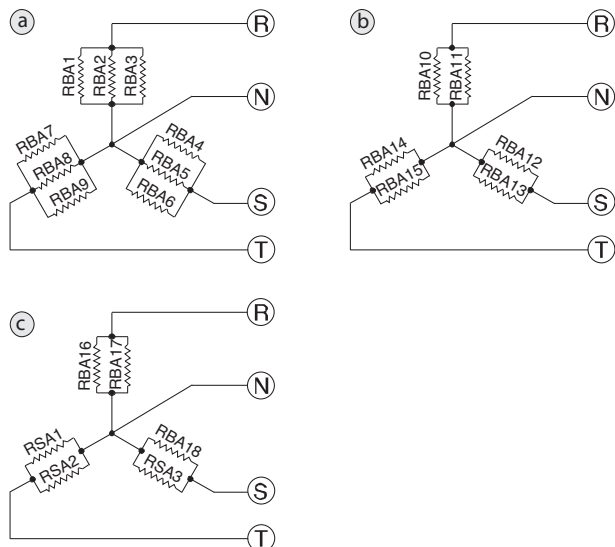 a
R
RBA1
RBA2
RBA3
N
RBA7
RBA8
RBA9
RBA4
RBA5
RBA6
S
T
b
R
RBA10
RBA11
N
RBA14
RBA15
RBA12
RBA13
S
T
c
R
RBA16
RBA17
N
RSA1
RSA2
RBA18
RSA3
S
T